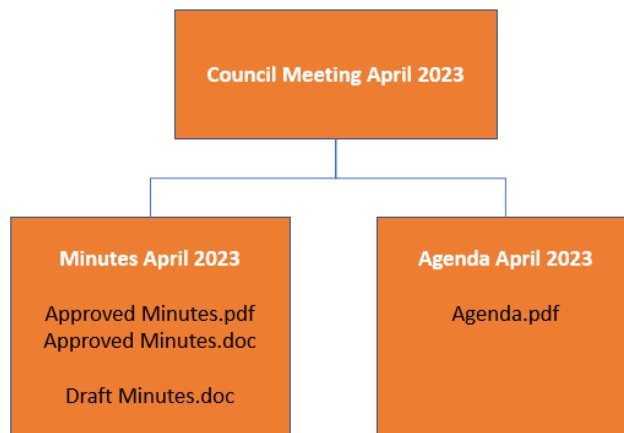 Council Meeting April 2023
Minutes April 2023
Approved Minutes.pdf
Approved Minutes.doc
Draft Minutes.doc
Agenda April 2023
Agenda.pdf